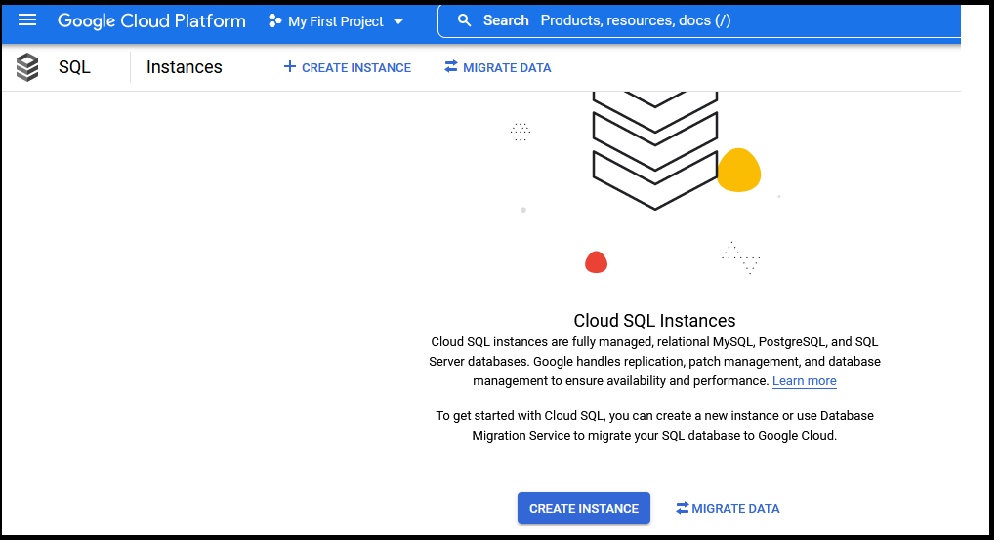 Google Cloud Platform My First Project Search Products, resources, docs (/)
SQL Instances CREATE INSTANCE MIGRATE DATA
Cloud SQL Instances
Cloud SQL instances are fully managed, relational MySQL, PostgreSQL, and SQL
Server databases. Google handles replication, patch management, and database
management to ensure availability and performance. Learn more
To get started with Cloud SQL, you can create a new instance or use Database
Migration Service to migrate your SQL database to Google Cloud.
CREATE INSTANCE MIGRATE DATA